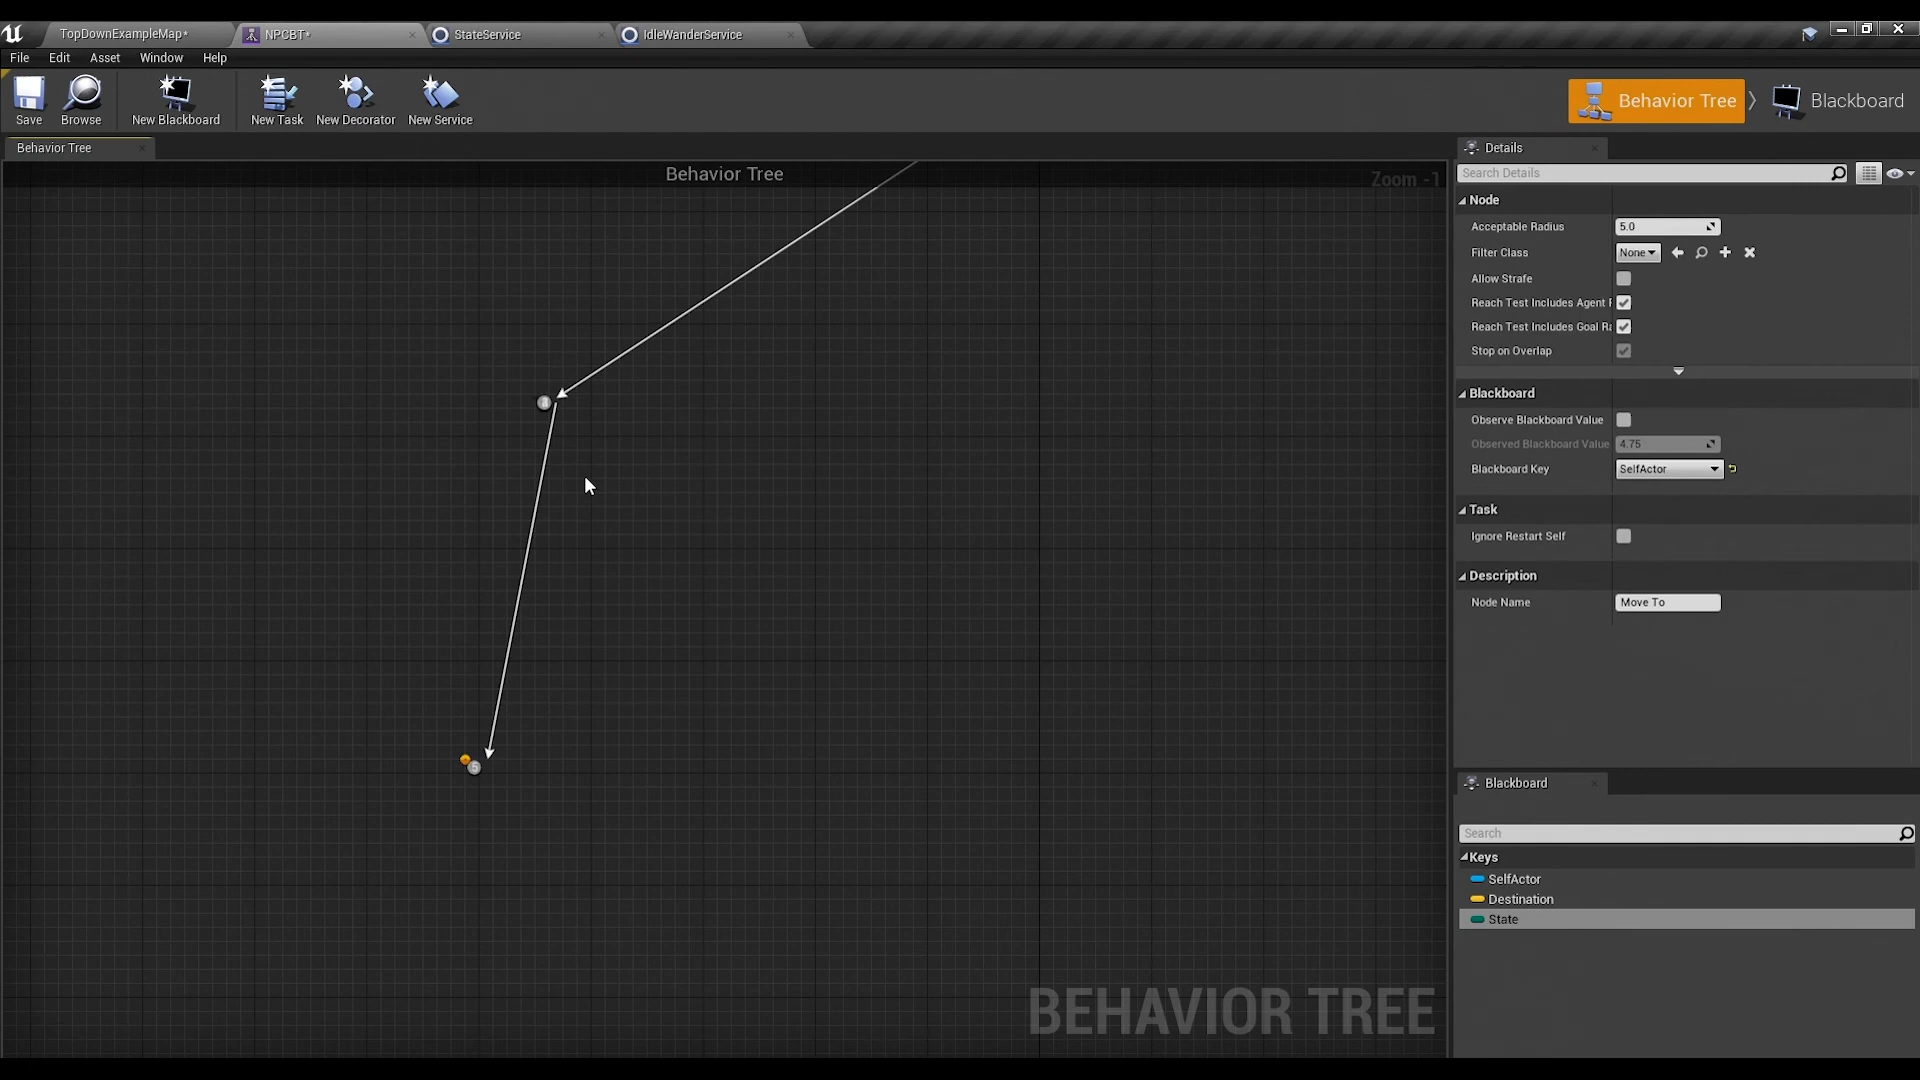 TopDownExampleMap*
NPCBT*
StateService
IdleWanderService
File
Edit
Asset
Window
Help
Save
Browse
New Blackboard
New Task
New Decorator
New Service
Behavior Tree
Blackboard
Behavior Tree
Details
Behavior Tree
Zoom -1
Search Details
Node
Acceptable Radius
5.0
Filter Class
None
Allow Strafe
Reach Test Includes Agent R
Reach Test Includes Goal Ra
Stop on Overlap
Blackboard
Observe Blackboard Value
Observed Blackboard Value
4.75
Blackboard Key
SelfActor
Task
Ignore Restart Self
Description
Node Name
Move To
5
Blackboard
Search
Keys
SelfActor
Destination
State
BEHAVIOR TREE